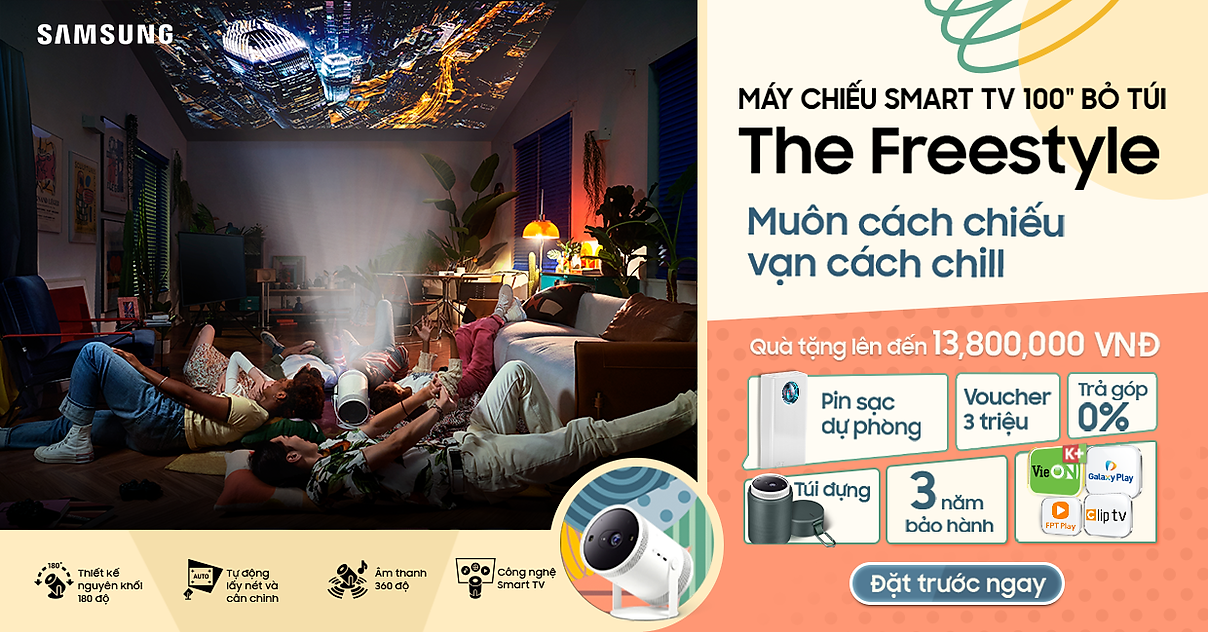 SAMSUNG
MÁY CHIẾU SMART TV 100" BỎ TÚI
The Freestyle
Muôn cách chiếu
vạn cách chill
Quà tặng lên đến 13,800,000 VNĐ
Pin sạc
dự phòng
Voucher
3 triệu
Trả góp
0%
Túi đựng
3 năm
bảo hành
K+
VieON
Galaxy Play
FPT Play
Clip tv
Đặt trước ngay
180°
Thiết kế
nguyên khối
180 độ
AUTO
Tự động
lấy nét và
cân chỉnh
Âm thanh
360 độ
Công nghệ
Smart TV